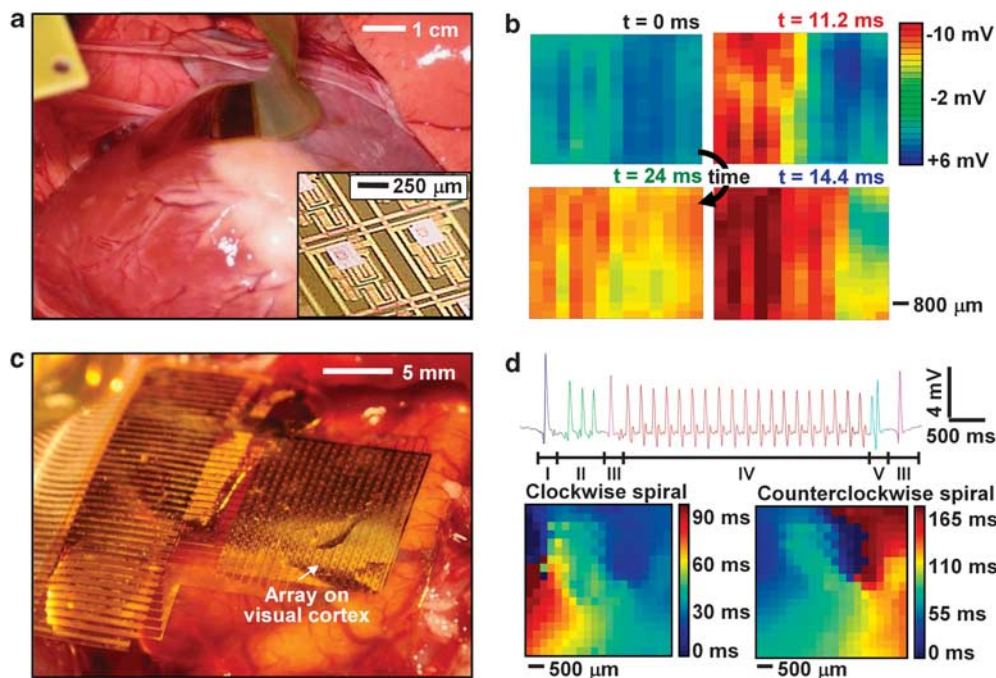 a
1 cm
250 μm
b
t = 0 ms
t = 11.2 ms
-10 mV
-2 mV
+6 mV
t = 24 ms
time
t = 14.4 ms
800 μm
c
5 mm
Array on
visual cortex
d
4 mV
500 ms
I II III IV V III
Clockwise spiral
90 ms
60 ms
30 ms
0 ms
500 μm
Counterclockwise spiral
165 ms
110 ms
55 ms
0 ms
500 μm